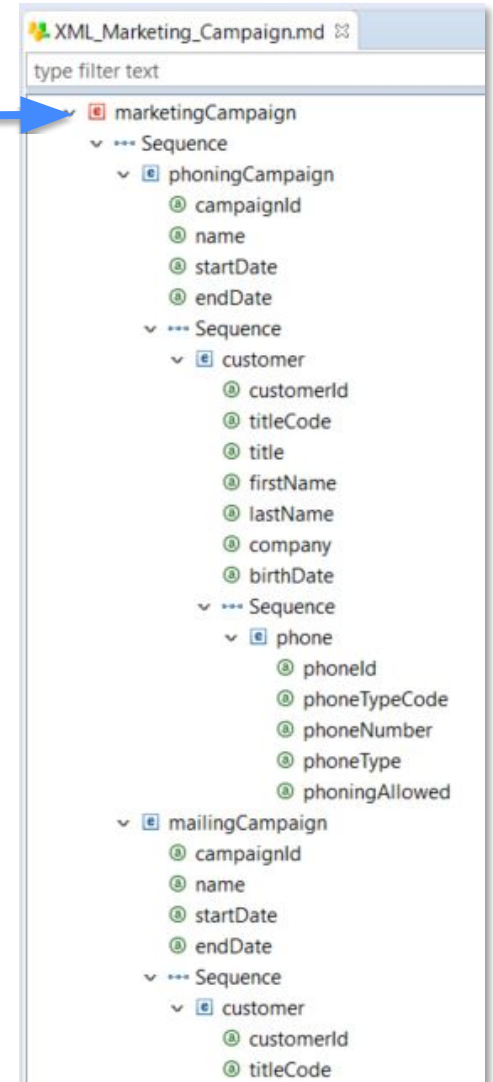 XML_Marketing_Campaign.md
type filter text
marketingCampaign
Sequence
phoningCampaign
campaignId
name
startDate
endDate
Sequence
customer
customerId
titleCode
title
firstName
lastName
company
birthDate
Sequence
phone
phoneId
phoneTypeCode
phoneNumber
phoneType
phoningAllowed
mailingCampaign
campaignId
name
startDate
endDate
Sequence
customer
customerId
titleCode